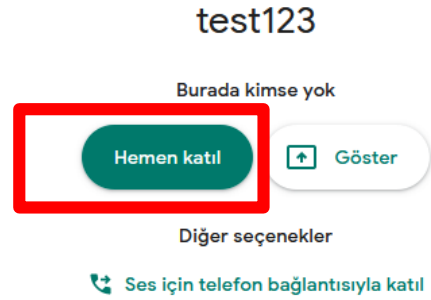 test123
Burada kimse yok
Hemen katıl
Göster
Diğer seçenekler
Ses için telefon bağlantısıyla katıl